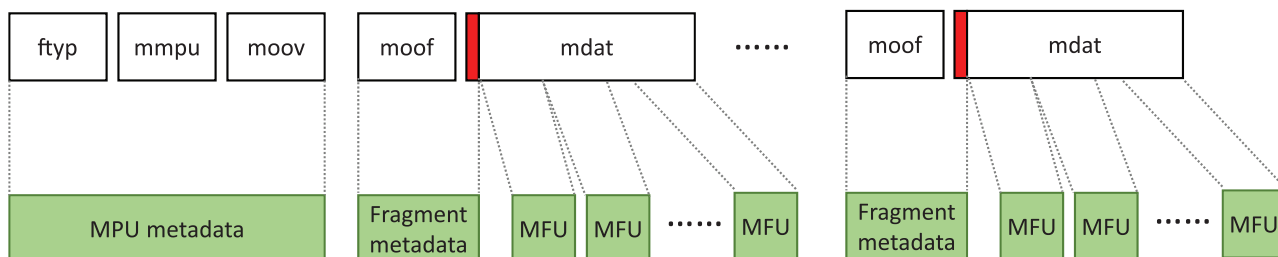 ftyp mmpu moov moof mdat ...... moof mdat
MPU metadata Fragment metadata MFU MFU ...... MFU Fragment metadata MFU MFU ...... MFU